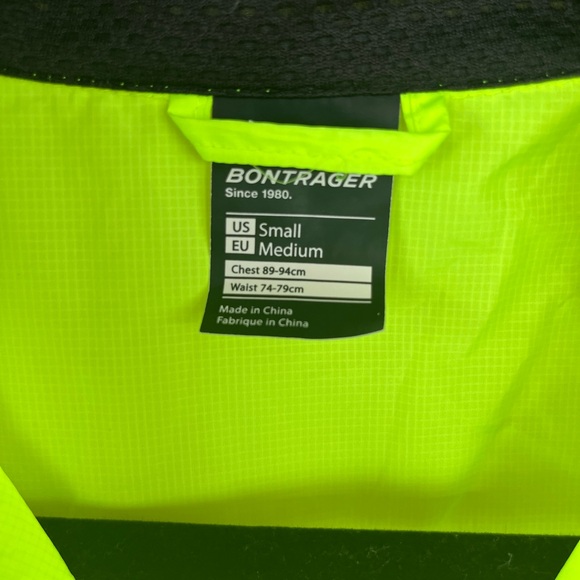 BONTRAGER
Since 1980.
US Small
EU Medium
Chest 89-94cm
Waist 74-79cm
Made in China
Fabrique in China